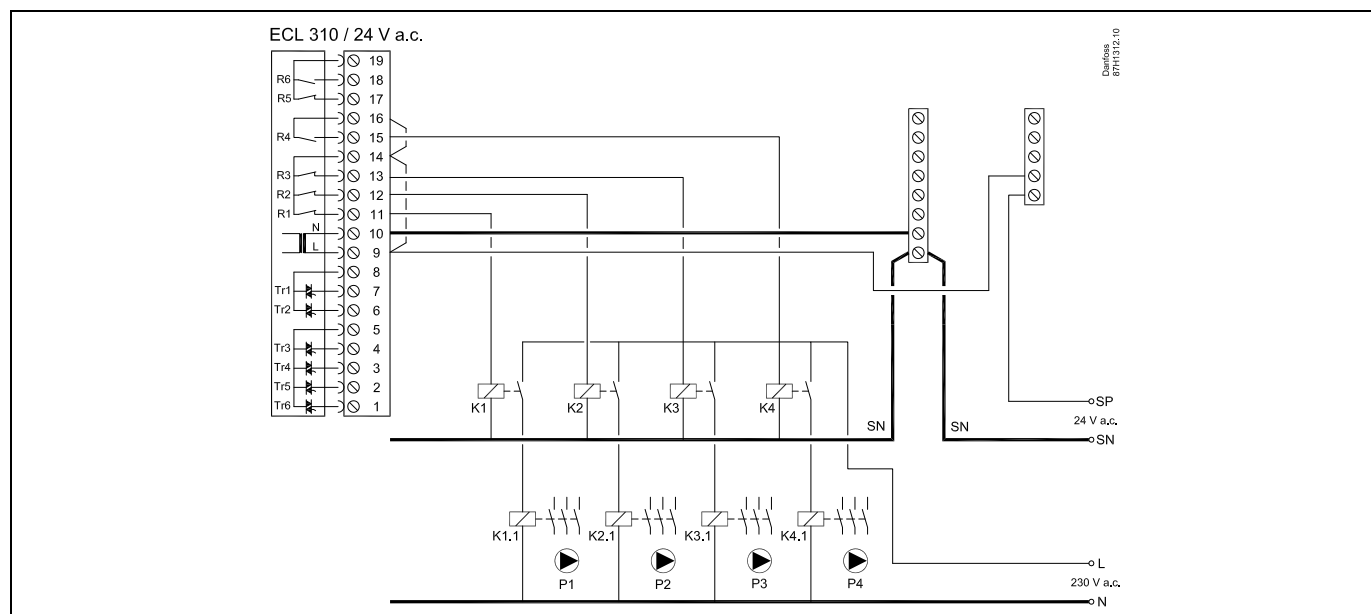 ECL 310 / 24 V a.c.
Danfoss
87H1312.10
19
R6 18
R5 17
16
R4 15
14
R3 13
R2 12
R1 11
N 10
L 9
8
Tr1 7
Tr2 6
5
Tr3 4
Tr4 3
Tr5 2
Tr6 1
K1 K2 K3 K4
SP
24 V a.c.
SN SN SN
K1.1 K2.1 K3.1 K4.1
P1 P2 P3 P4
L
230 V a.c.
N